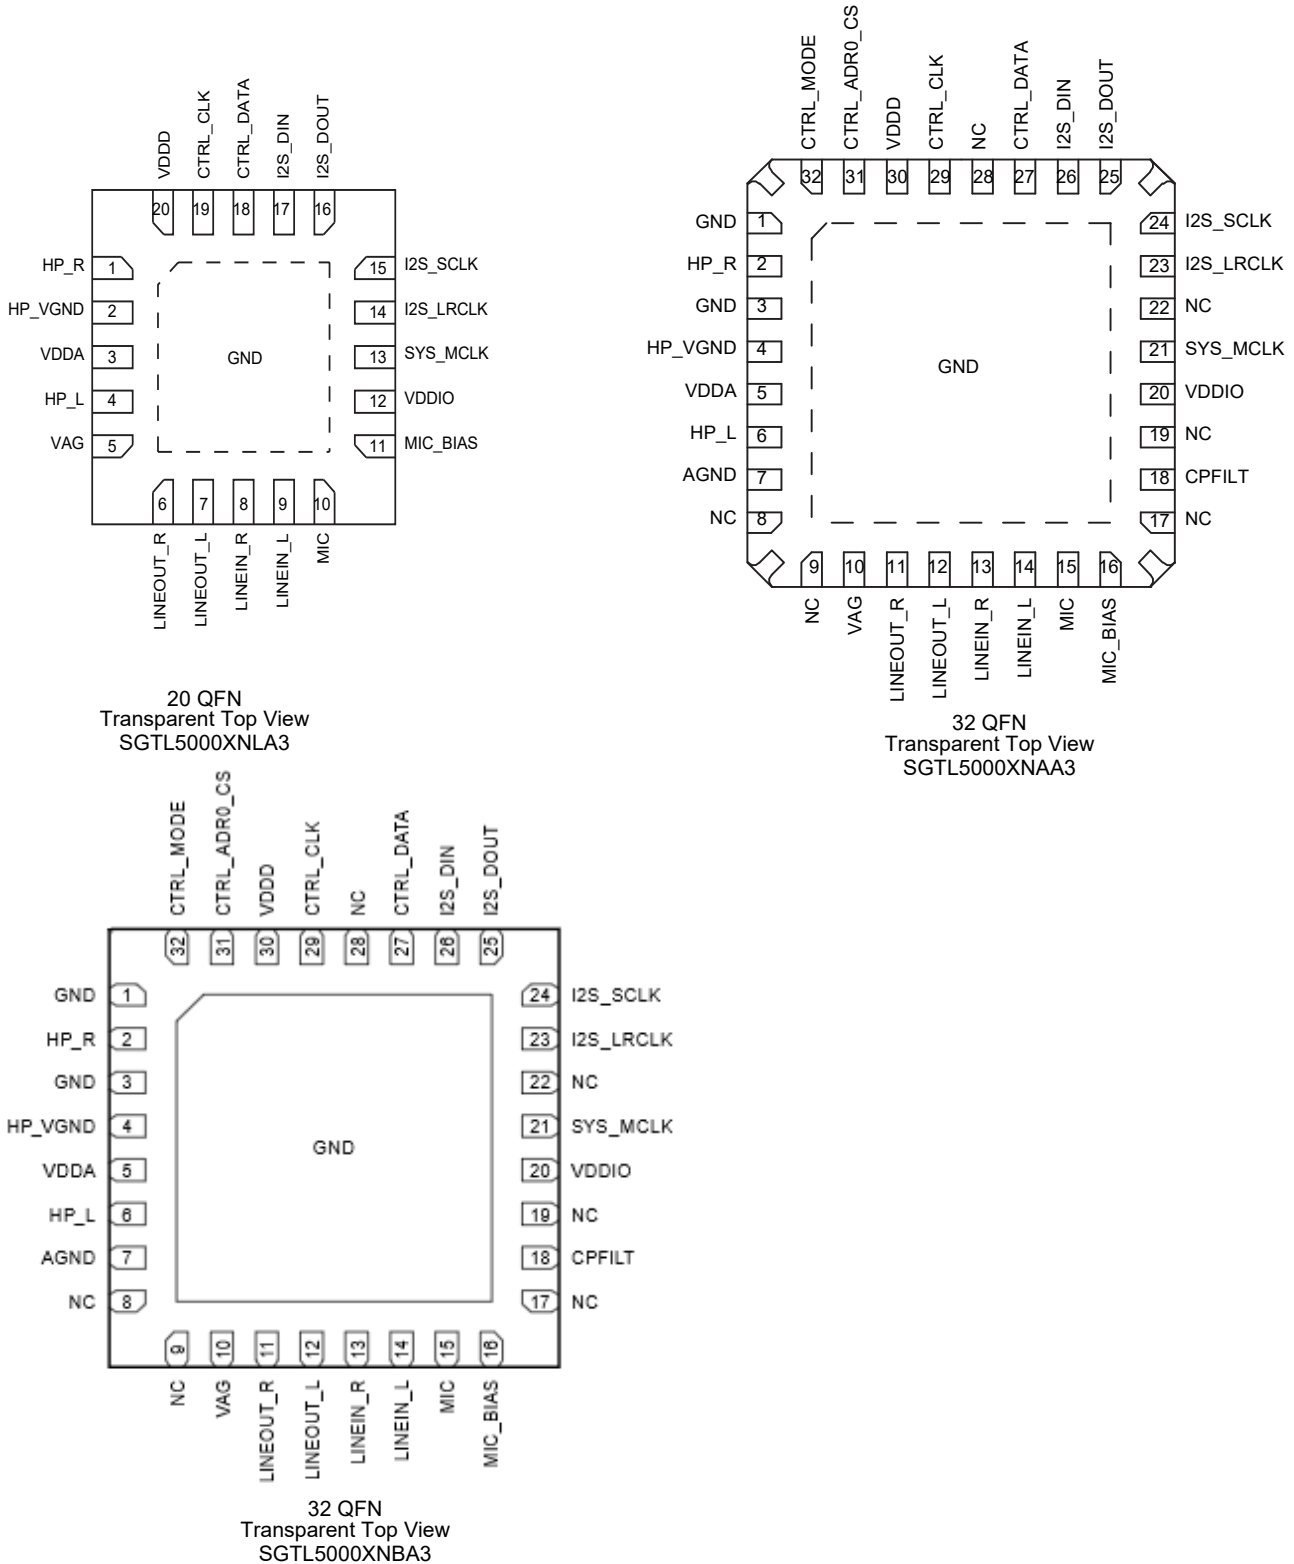 VDDD
CTRL_CLK
CTRL_DATA
I2S_DIN
I2S_DOUT
20
19
18
17
16
HP_R 1
HP_VGND 2
VDDA 3
HP_L 4
VAG 5
GND
15 I2S_SCLK
14 I2S_LRCLK
13 SYS_MCLK
12 VDDIO
11 MIC_BIAS
6
7
8
9
10
LINEOUT_R
LINEOUT_L
LINEIN_R
LINEIN_L
MIC
20 QFN
Transparent Top View
SGTL5000XNLA3
CTRL_MODE
CTRL_ADR0_CS
VDDD
CTRL_CLK
NC
CTRL_DATA
I2S_DIN
I2S_DOUT
32
31
30
29
28
27
26
25
GND 1
HP_R 2
GND 3
HP_VGND 4
VDDA 5
HP_L 6
AGND 7
NC 8
GND
24 I2S_SCLK
23 I2S_LRCLK
22 NC
21 SYS_MCLK
20 VDDIO
19 NC
18 CPFILT
17 NC
9
10
11
12
13
14
15
16
NC
VAG
LINEOUT_R
LINEOUT_L
LINEIN_R
LINEIN_L
MIC
MIC_BIAS
32 QFN
Transparent Top View
SGTL5000XNAA3
CTRL_MODE
CTRL_ADR0_CS
VDDD
CTRL_CLK
NC
CTRL_DATA
I2S_DIN
I2S_DOUT
32
31
30
29
28
27
26
25
GND 1
HP_R 2
GND 3
HP_VGND 4
VDDA 5
HP_L 6
AGND 7
NC 8
GND
24 I2S_SCLK
23 I2S_LRCLK
22 NC
21 SYS_MCLK
20 VDDIO
19 NC
18 CPFILT
17 NC
9
10
11
12
13
14
15
16
NC
VAG
LINEOUT_R
LINEOUT_L
LINEIN_R
LINEIN_L
MIC
MIC_BIAS
32 QFN
Transparent Top View
SGTL5000XNBA3